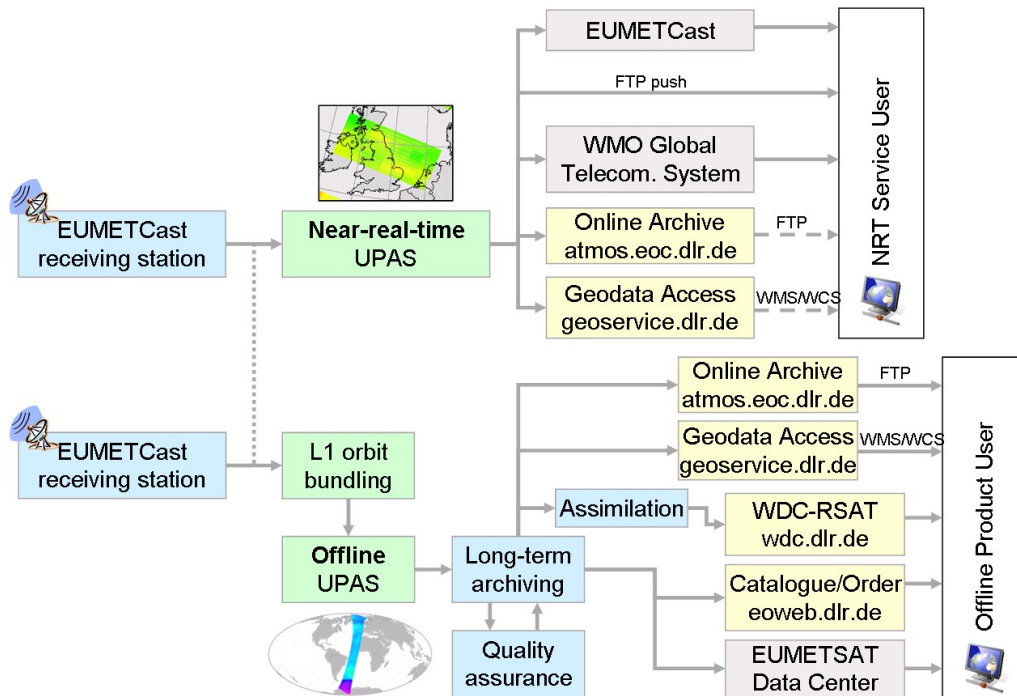 EUMETCast
FTP push
WMO Global
Telecom. System
EUMETCast
receiving station
Near-real-time
UPAS
Online Archive
atmos.eoc.dlr.de
FTP
Geodata Access
geoservice.dlr.de
WMS/WCS
NRT Service User
Online Archive
atmos.eoc.dlr.de
FTP
Geodata Access
geoservice.dlr.de
WMS/WCS
EUMETCast
receiving station
L1 orbit
bundling
Assimilation
WDC-RSAT
wdc.dlr.de
Offline
UPAS
Long-term
archiving
Catalogue/Order
eoweb.dlr.de
Quality
assurance
EUMETSAT
Data Center
Offline Product User